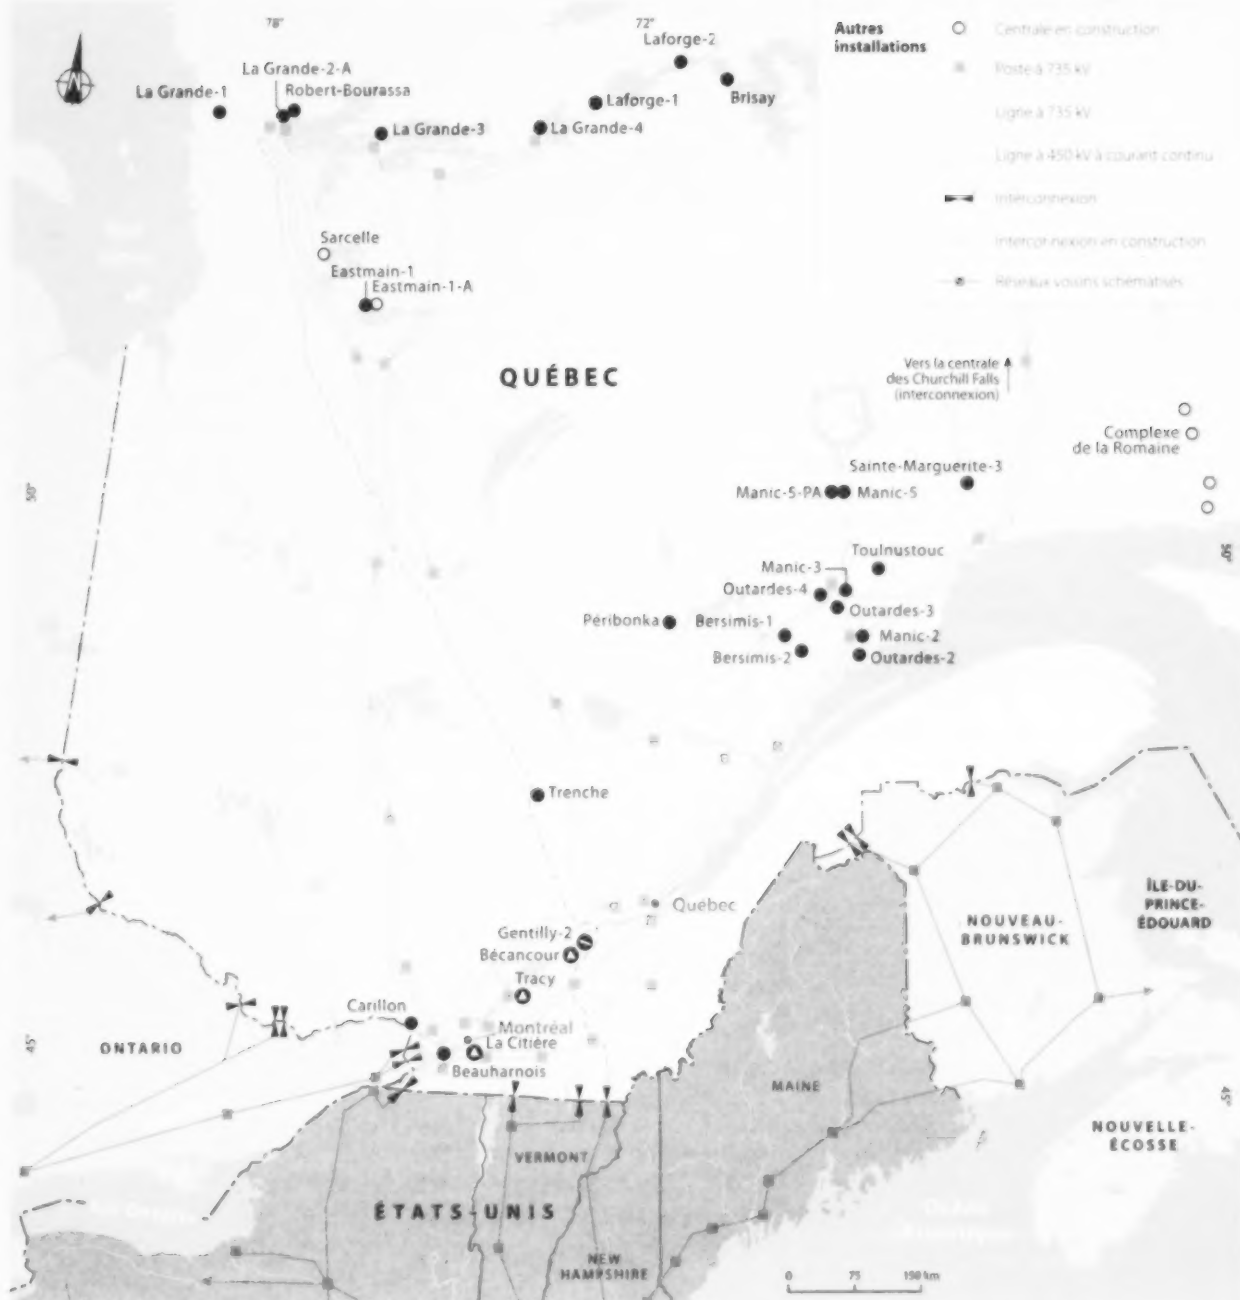 78°
72°
Laforge-2
Autres
installations
Centrale en construction
Poste à 735 kV
Ligne à 735 kV
Ligne à 450 kV à courant continu
Interconnexion
Interconnexion en construction
Réseaux voisins schématisés
N
La Grande-2-A
La Grande-1
Robert-Bourassa
Brisay
Laforge-1
La Grande-3
La Grande-4
Sarcelle
Eastmain-1
Eastmain-1-A
QUÉBEC
Vers la centrale
des Churchill Falls
(interconnexion)
Complexe
de la Romaine
Sainte-Marguerite-3
50°
Manic-5-PA
Manic-5
Toulnustouc
50°
Manic-3
Outardes-4
Outardes-3
Péribonka
Bersimis-1
Manic-2
Bersimis-2
Outardes-2
Trenche
Québec
ÎLE-DU-
PRINCE-
ÉDOUARD
NOUVEAU-
BRUNSWICK
Gentilly-2
Bécancour
Tracy
Carillon
Montréal
La Citière
45°
ONTARIO
Beauharnois
MAINE
45°
NOUVELLE-
ÉCOSSE
VERMONT
ÉTATS-UNIS
Océan
Atlantique
NEW
HAMPSHIRE
0 75 150 km